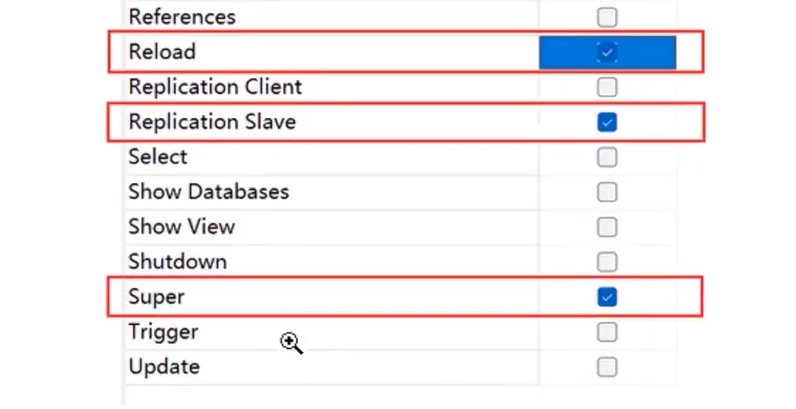 References
Reload
Replication Client
Replication Slave
Select
Show Databases
Show View
Shutdown
Super
Trigger
Update